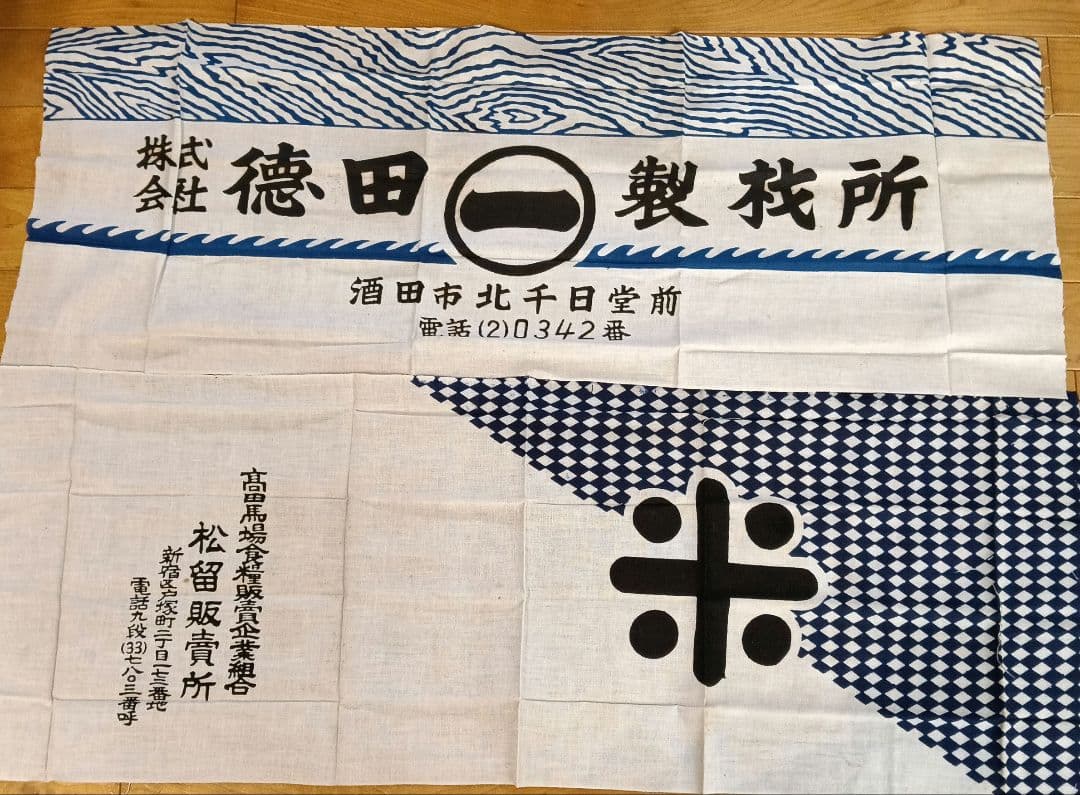 株式会社 德田 一 製材所
酒田市北千日堂前
電話(2)0342番
高田馬場食糧販賣企業組合
松留販賣所
新宿区戸塚町二丁目一七三番地
電話九段(33)七八〇三番呼
米